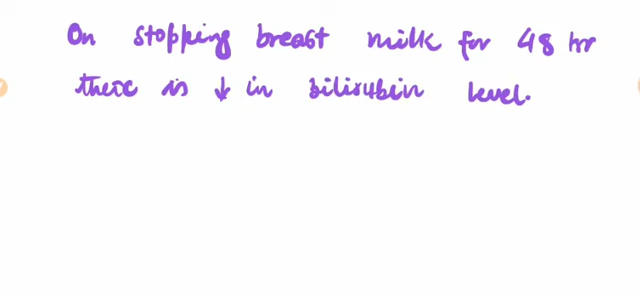 On stopping breast milk for 48 hr
there is ↓ in bilirubin level.